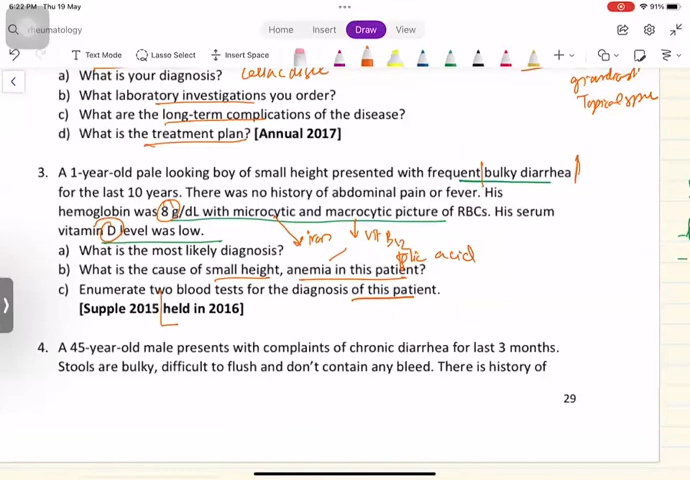 6:22 PM Thu 19 May
91%
rheumatology
Home Insert Draw View
Text Mode Lasso Select Insert Space
a) What is your diagnosis?
b) What laboratory investigations you order?
c) What are the long-term complications of the disease?
d) What is the treatment plan? [Annual 2017]
3. A 1-year-old pale looking boy of small height presented with frequent bulky diarrhea
for the last 10 years. There was no history of abdominal pain or fever. His
hemoglobin was 8 g/dL with microcytic and macrocytic picture of RBCs. His serum
vitamin D level was low.
iron vit B12
a) What is the most likely diagnosis?
folic acid
b) What is the cause of small height, anemia in this patient?
c) Enumerate two blood tests for the diagnosis of this patient.
[Supple 2015 held in 2016]
4. A 45-year-old male presents with complaints of chronic diarrhea for last 3 months.
Stools are bulky, difficult to flush and don't contain any bleed. There is history of
29